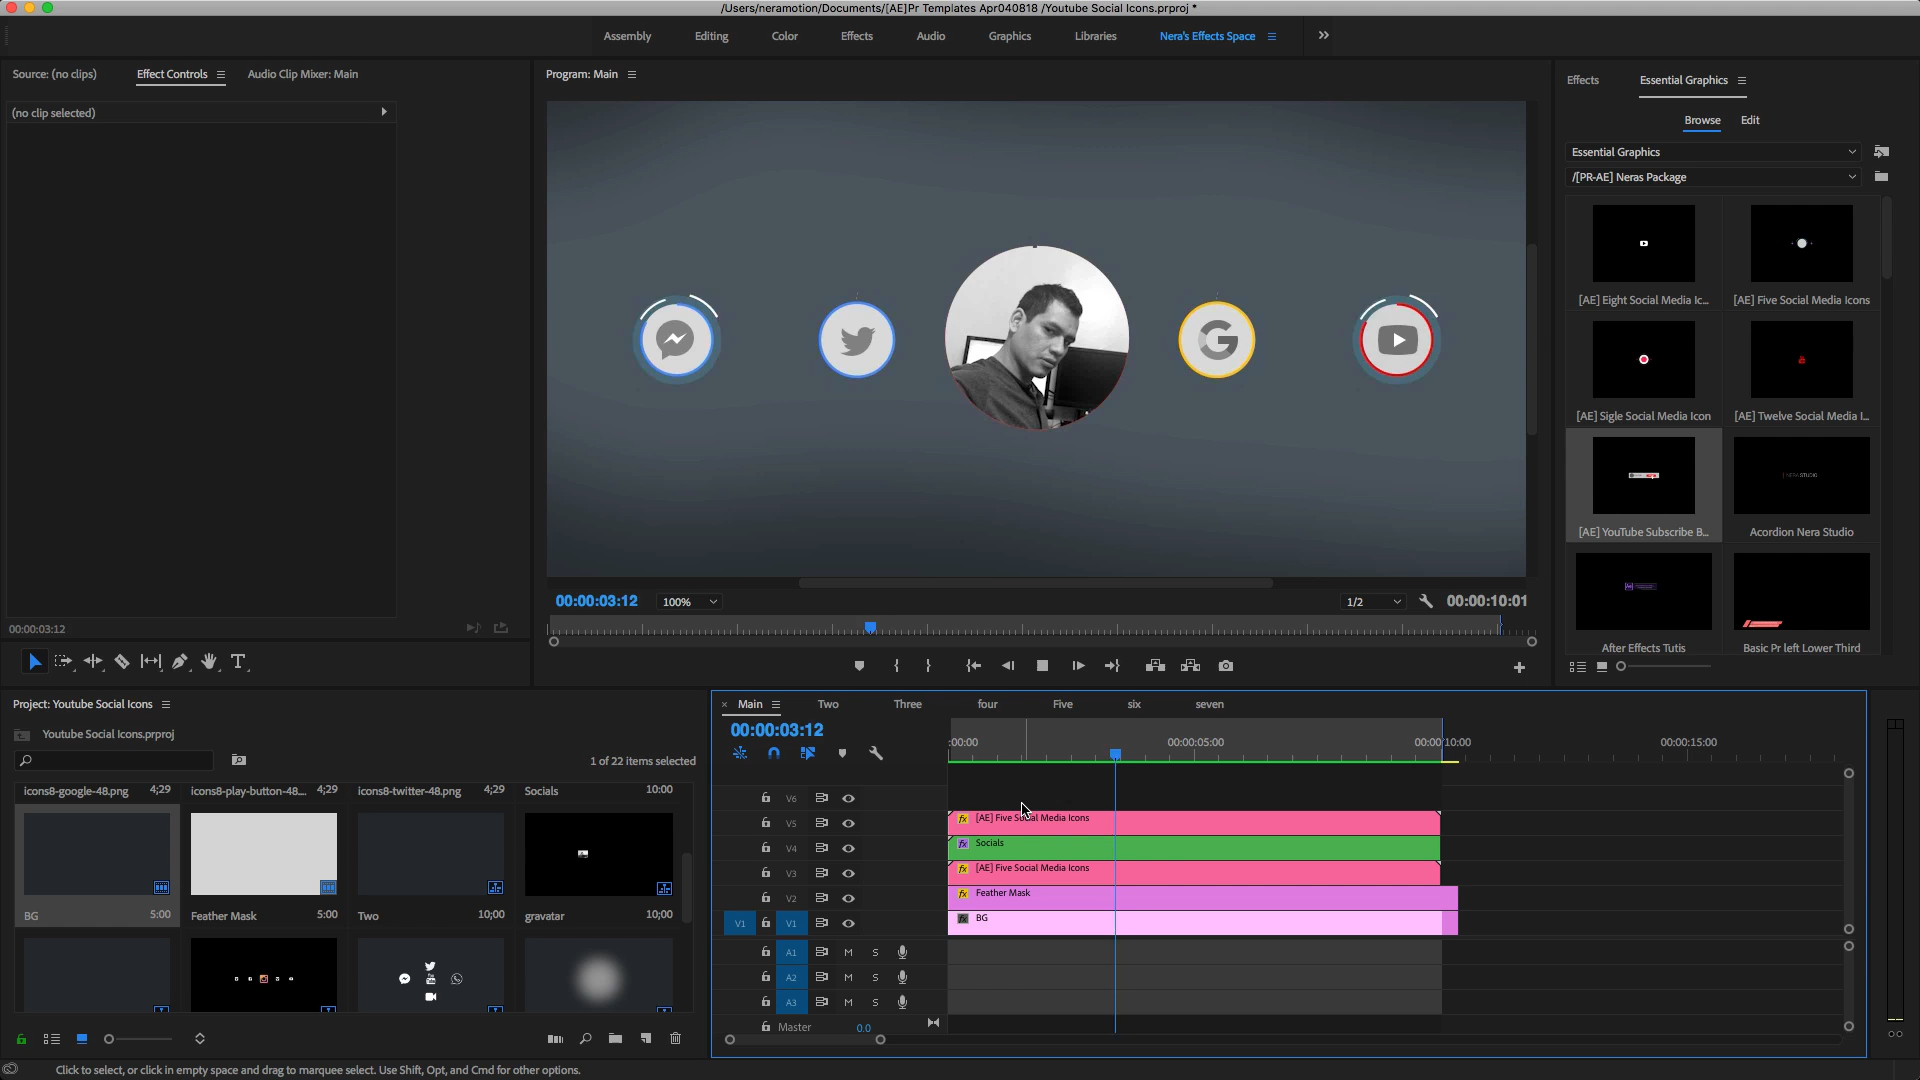 /Users/neramotion/Documents/[AE]Pr Templates Apr040818 /Youtube Social Icons.prproj *
Assembly
Editing
Color
Effects
Audio
Graphics
Libraries
Nera's Effects Space
Source: (no clips)
Effect Controls
Audio Clip Mixer: Main
(no clip selected)
00:00:03:12
Program: Main
00:00:03:12
100%
1/2
00:00:10:01
Effects
Essential Graphics
Browse
Edit
Essential Graphics
/[PR-AE] Neras Package
[AE] Eight Social Media Ic...
[AE] Five Social Media Icons
[AE] Sigle Social Media Icon
[AE] Twelve Social Media I...
[AE] YouTube Subscribe B...
Acordion Nera Studio
After Effects Tutis
Basic Pr left Lower Third
Project: Youtube Social Icons
Youtube Social Icons.prproj
1 of 22 items selected
icons8-google-48.png 4;29
icons8-play-button-48.... 4;29
icons8-twitter-48.png 4;29
Socials 10:00
BG 5:00
Feather Mask 5:00
Two 10;00
gravatar 10;00
Main
Two
Three
four
Five
six
seven
00:00:03:12
:00:00
00:00:05:00
00:00:10:00
00:00:15:00
V6
V5
fx [AE] Five Social Media Icons
V4
fx Socials
V3
fx [AE] Five Social Media Icons
V2
fx Feather Mask
V1 V1
fx BG
A1 M S
A2 M S
A3 M S
Master 0.0
Click to select, or click in empty space and drag to marquee select. Use Shift, Opt, and Cmd for other options.